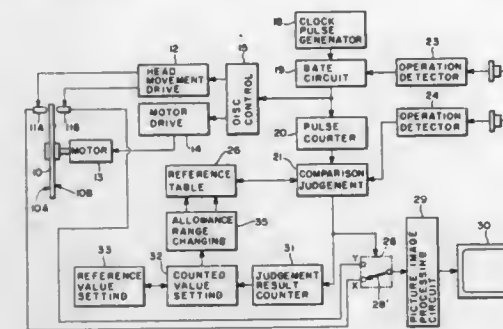 18
CLOCK
PULSE
GENERATOR
12
15
23
HEAD
MOVEMENT
DRIVE
19
GATE
CIRCUIT
OPERATION
DETECTOR
DISC
CONTROL
24
11A
11B
MOTOR
DRIVE
20
PULSE
COURTER
OPERATION
DETECTOR
14
26
21
MOTOR
10
13
REFERENCE
TABLE
COMPARISON
JUDGEMENT
10A
10B
ALLOWANCE
RANGE
CHANGING
35
29
30
33
32
31
Y
28
REFERENCE
VALUE
SETTING
COUNTED
VALUE
SETTING
JUDGEMENT
RESULT
COUNTER
X
28'
PICTURE IMAGE
PROCESSING
CIRCUIT